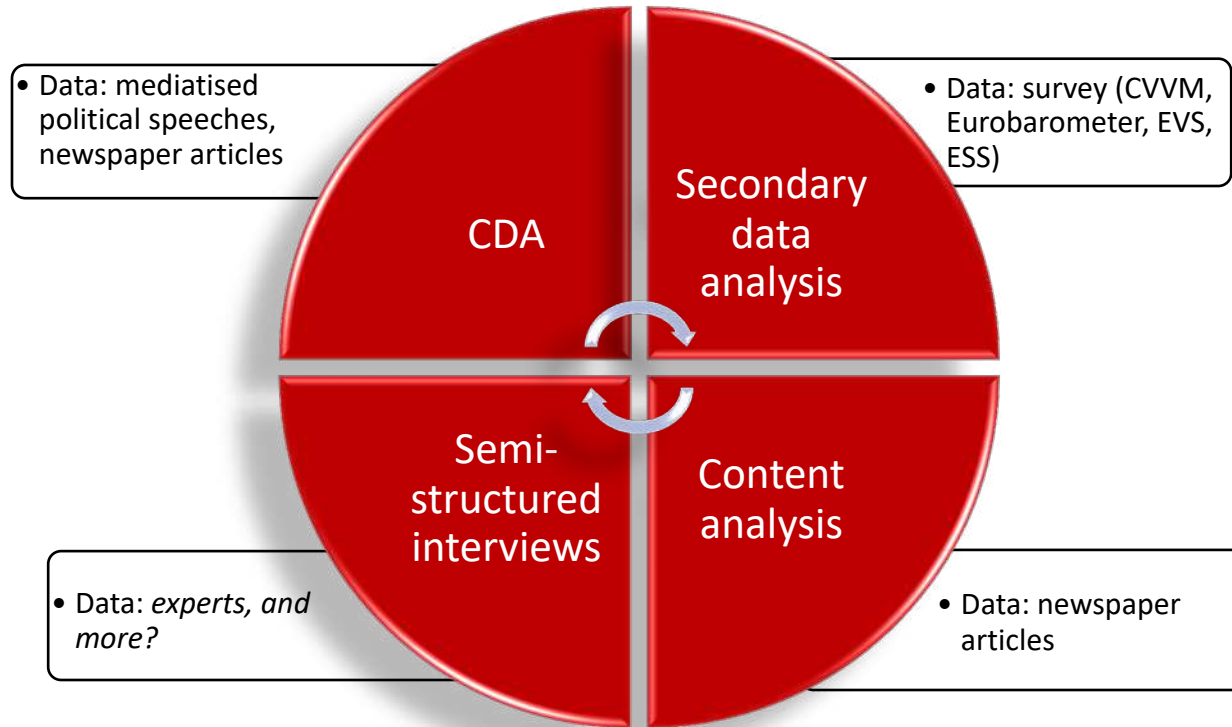 • Data: mediatised
political speeches,
newspaper articles
• Data: survey (CVVM,
Eurobarometer, EVS,
ESS)
CDA
Secondary
data
analysis
Semi-
structured
interviews
Content
analysis
• Data: experts, and
more?
• Data: newspaper
articles